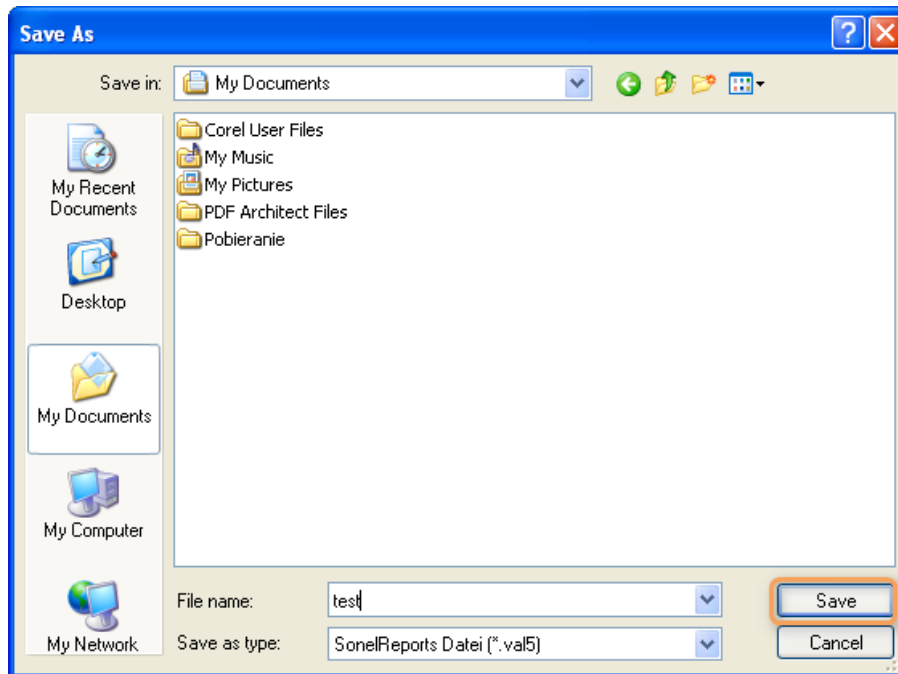 Save As
Save in:
My Documents
Corel User Files
My Music
My Pictures
PDF Architect Files
Pobieranie
My Recent
Documents
Desktop
My Documents
My Computer
My Network
File name:
test
Save
Save as type:
SonelReports Datei (*.val5)
Cancel